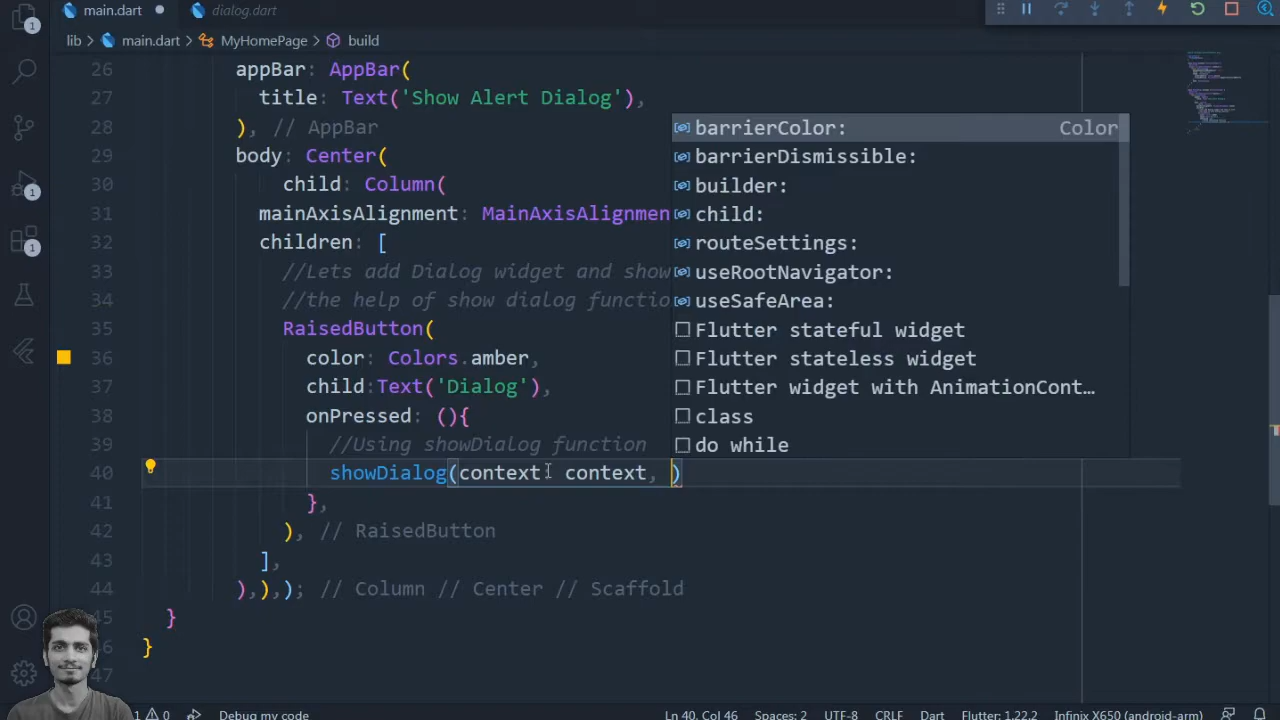 main.dart
dialog.dart
lib > main.dart > MyHomePage > build
26 appBar: AppBar(
27 title: Text('Show Alert Dialog'),
28 ), // AppBar
29 body: Center(
30 child: Column(
31 mainAxisAlignment: MainAxisAlignmen
32 children: [
33 //Lets add Dialog widget and show
34 //the help of show dialog functio
35 RaisedButton(
36 color: Colors.amber,
37 child:Text('Dialog'),
38 onPressed: (){
39 //Using showDialog function
40 showDialog(context: context, )
41 },
42 ), // RaisedButton
43 ],
44 ),),); // Column // Center // Scaffold
45 }
46 }
47
barrierColor: Color
barrierDismissible:
builder:
child:
routeSettings:
useRootNavigator:
useSafeArea:
Flutter stateful widget
Flutter stateless widget
Flutter widget with AnimationCont…
class
do while
1
1
1
1 0 Debug my code Ln 40, Col 46 Spaces: 2 UTF-8 CRLF Dart Flutter: 1.22.2 Infinix X650 (android-arm)